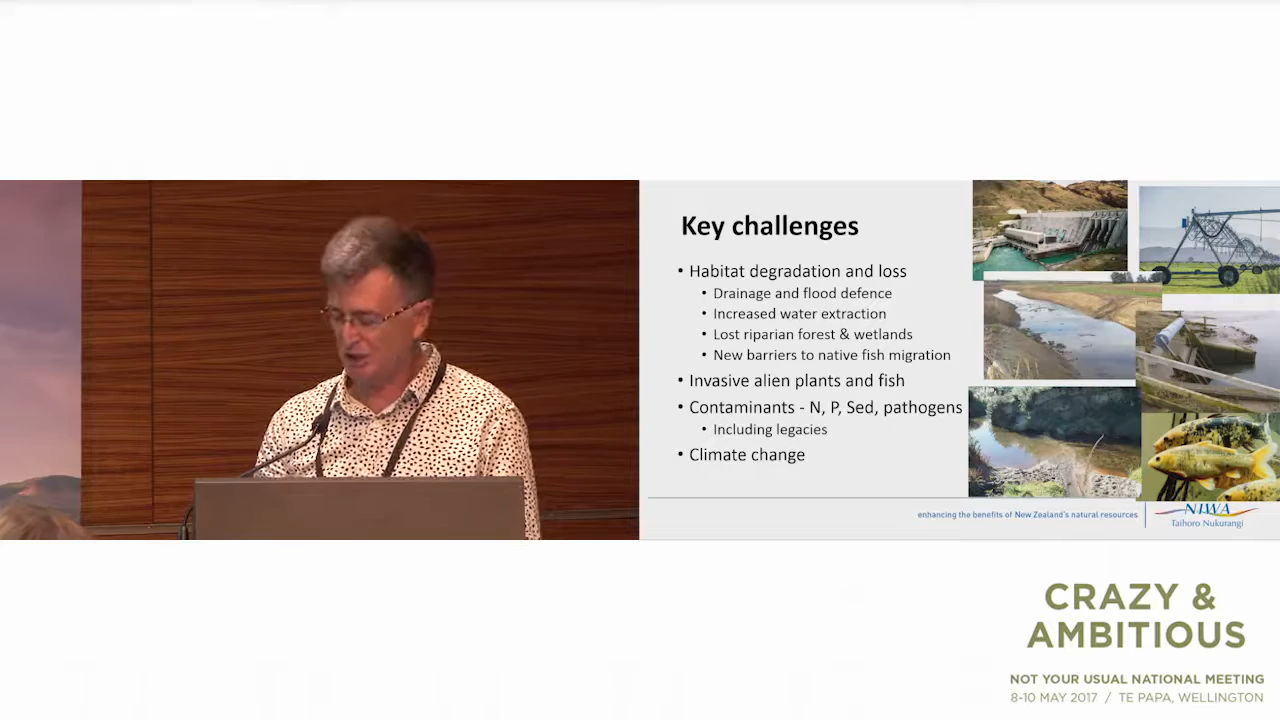 Key challenges
• Habitat degradation and loss
• Drainage and flood defence
• Increased water extraction
• Lost riparian forest & wetlands
• New barriers to native fish migration
• Invasive alien plants and fish
• Contaminants - N, P, Sed, pathogens
• Including legacies
• Climate change
enhancing the benefits of New Zealand's natural resources
NIWA
Taihoro Nukurangi
CRAZY &
AMBITIOUS
NOT YOUR USUAL NATIONAL MEETING
8-10 MAY 2017 / TE PAPA, WELLINGTON